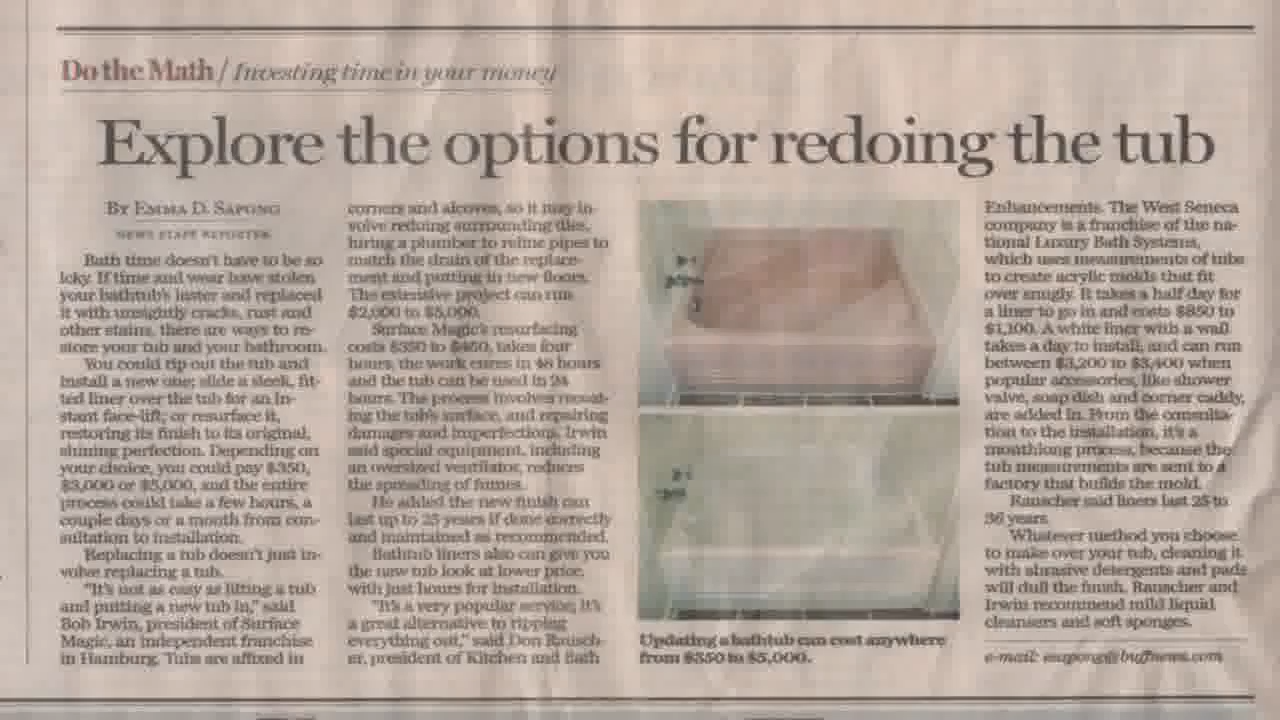 Do the Math / Investing time in your money
Explore the options for redoing the tub
BY EMMA D. SAPONG
NEWS STAFF REPORTER
Bath time doesn't have to be so
icky. If time and wear have stolen
your bathtub's luster and replaced
it with unsightly cracks, rust and
other stains, there are ways to re-
store your tub and your bathroom.
You could rip out the tub and
install a new one; slide a sleek, fit-
ted liner over the tub for an in-
stant face-lift; or resurface it,
restoring its finish to its original,
shining perfection. Depending on
your choice, you could pay $350,
$3,000 or $5,000, and the entire
process could take a few hours, a
couple days or a month from con-
sultation to installation.
Replacing a tub doesn't just in-
volve replacing a tub.
"It's not as easy as lifting a tub
and putting a new tub in," said
Bob Irwin, president of Surface
Magic, an independent franchise
in Hamburg. Tubs are affixed in
corners and alcoves, so it may in-
volve redoing surrounding tiles,
hiring a plumber to reline pipes to
match the drain of the replace-
ment and putting in new floors.
The extensive project can run
$2,000 to $5,000.
Surface Magic's resurfacing
costs $350 to $450, takes four
hours, the work cures in 48 hours
and the tub can be used in 24
hours. The process involves
ing the tub's surface, and repairing
damages and imperfections. Irwin
said special equipment, including
an oversized ventilator, reduces
the spreading of fumes.
He added the new finish can
last up to 25 years if done correctly
and maintained as recommended.
Bathtub liners also can give you
the new tub look at lower price,
with just hours for installation.
"It's a very popular service; it's
a great alternative to ripping
everything out," said Don Rausch-
er, president of Kitchen and Bath
Updating a bathtub can cost anywhere
from $350 to $5,000.
Enhancements. The West Seneca
company is a franchise of the na-
tional Luxury Bath Systems,
which uses measurements of tubs
to create acrylic molds that fit
over snugly. It takes a half day for
a liner to go in and costs $850 to
$1,100. A white liner with a wall
takes a day to install, and can run
between $3,200 to $3,400 when
popular accessories, like shower
valve, soap dish and corner caddy,
are added in. From the consulta-
tion to the installation, it's a
monthlong process, because the
tub measurements are sent to a
factory that builds the mold.
Rauscher said liners last 25 to
36 years.
Whatever method you choose
to make over your tub, cleaning it
with abrasive detergents and pads
will dull the finish. Rauscher and
Irwin recommend mild liquid
cleansers and soft sponges.
e-mail: esapong@buffnews.com